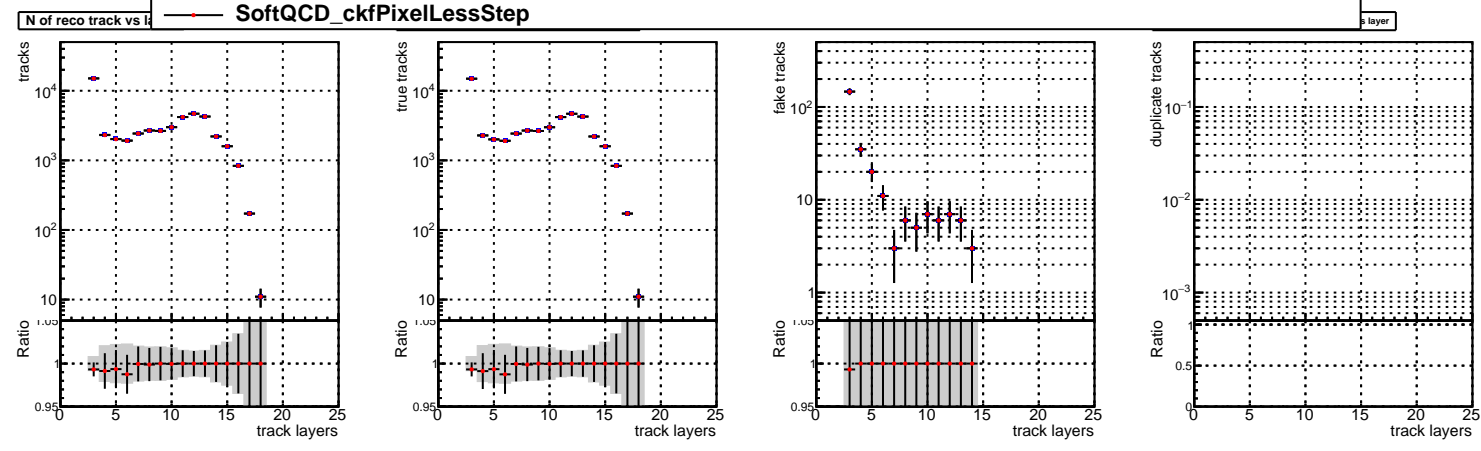 SoftQCD_ckfPixelLessStep
N of reco track vs la
s layer
tracks
10⁴
10³
10²
10
Ratio
1.05
1
0.95
0 5 10 15 20 25
track layers
true tracks
10⁴
10³
10²
10
Ratio
1.05
1
0.95
0 5 10 15 20 25
track layers
fake tracks
10²
10
1
Ratio
1.05
1
0.95
0 5 10 15 20 25
track layers
duplicate tracks
10⁻¹
10⁻²
10⁻³
Ratio
1
0.5
0
0 5 10 15 20 25
track layers